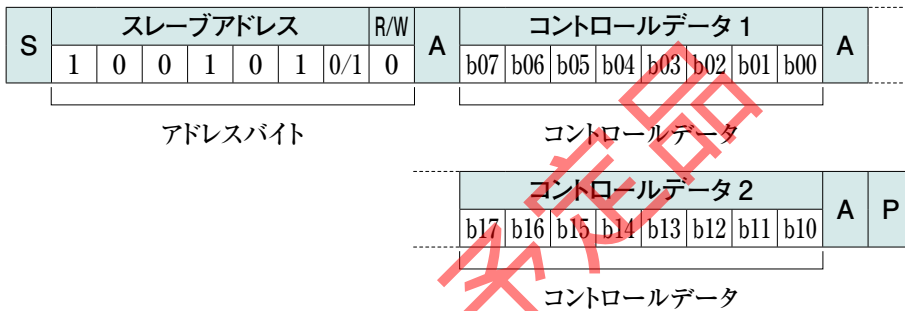 S スレーブアドレス R/W A コントロールデータ 1 A
1 0 0 1 0 1 0/1 0 b07 b06 b05 b04 b03 b02 b01 b00
アドレスバイト コントロールデータ
コントロールデータ 2 A P
b17 b16 b15 b14 b13 b12 b11 b10
コントロールデータ
予定品